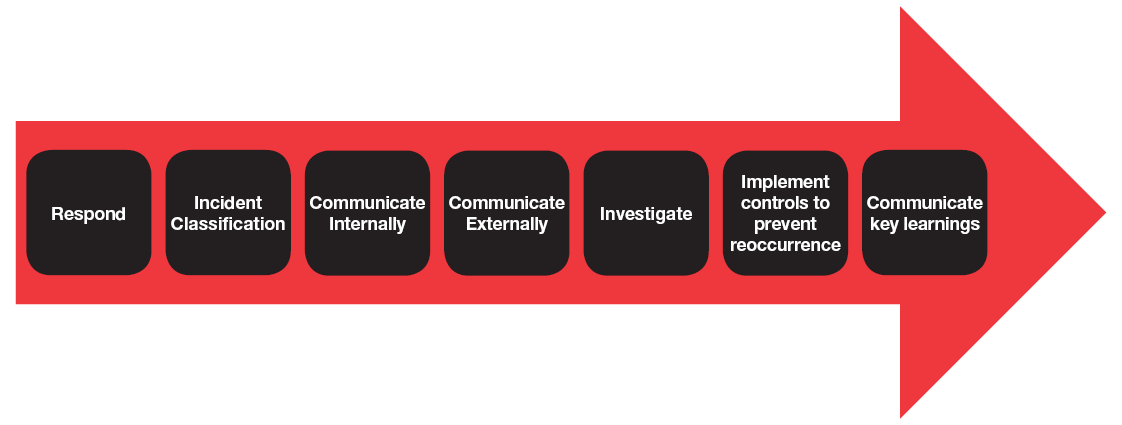 Respond
Incident
Classification
Communicate
Internally
Communicate
Externally
Investigate
Implement
controls to
prevent
reoccurrence
Communicate
key learnings